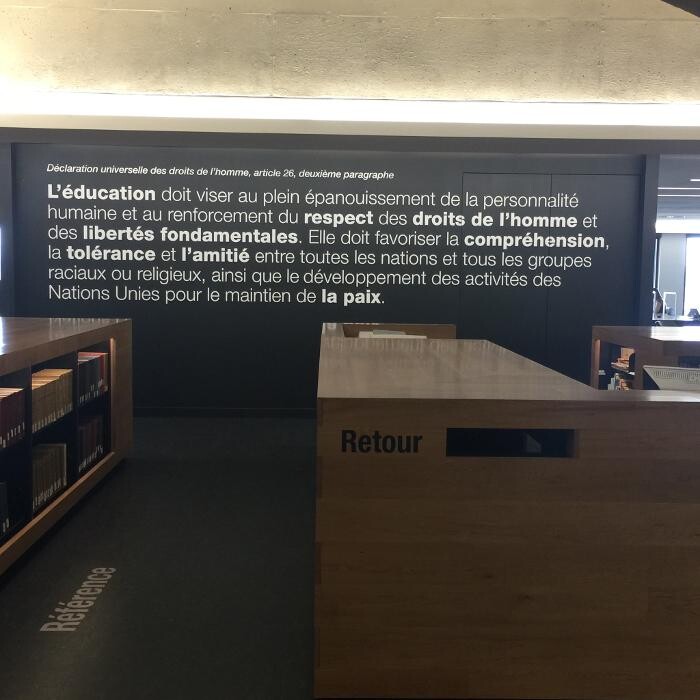 Déclaration universelle des droits de l'homme, article 26, deuxième paragraphe
L'éducation doit viser au plein épanouissement de la personnalité
humaine et au renforcement du respect des droits de l'homme et
des libertés fondamentales. Elle doit favoriser la compréhension,
la tolérance et l'amitié entre toutes les nations et tous les groupes
raciaux ou religieux, ainsi que le développement des activités des
Nations Unies pour le maintien de la paix.
Retour
Référence